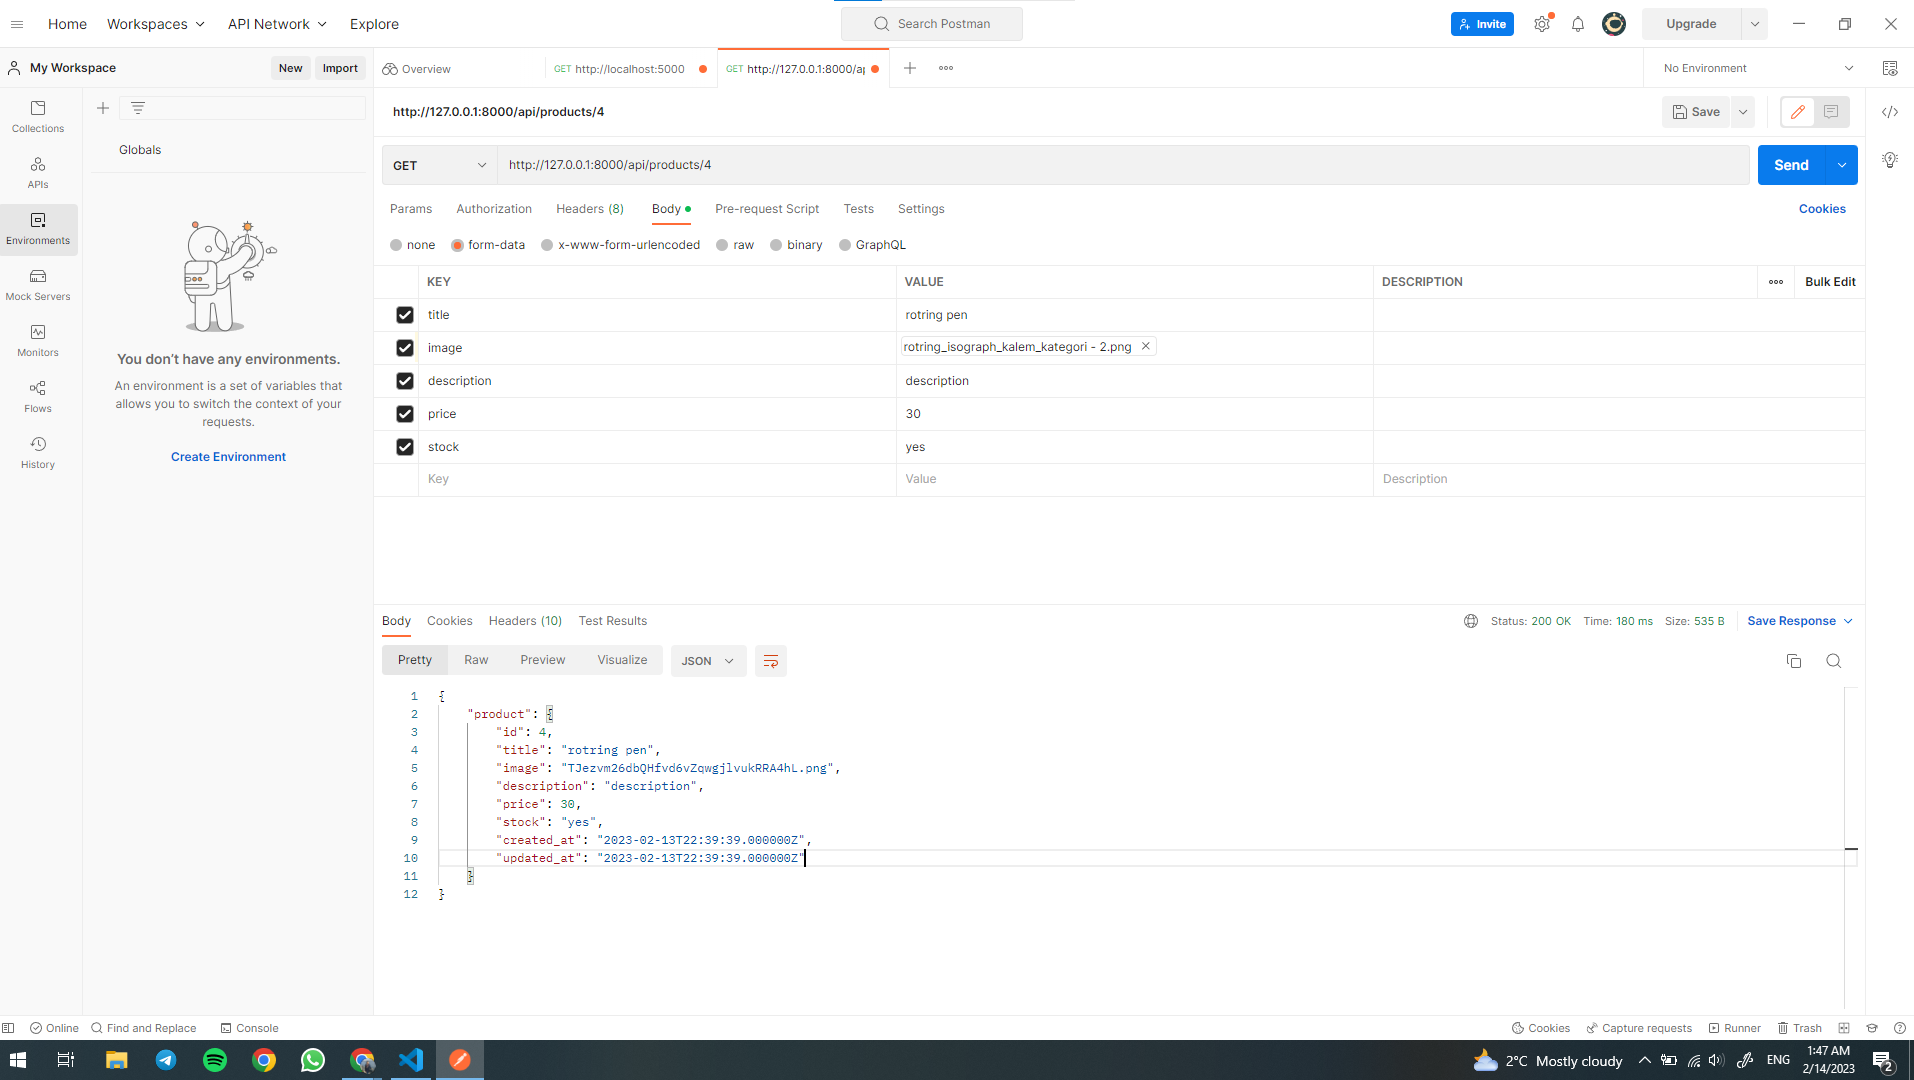 Home Workspaces API Network Explore Search Postman Invite Upgrade
My Workspace New Import Overview GET http://localhost:5000 GET http://127.0.0.1:8000/a No Environment
http://127.0.0.1:8000/api/products/4 Save
Collections
Globals
APIs
Environments
Mock Servers
Monitors
Flows
History
You don’t have any environments.
An environment is a set of variables that
allows you to switch the context of your
requests.
Create Environment
GET http://127.0.0.1:8000/api/products/4 Send
Params Authorization Headers (8) Body Pre-request Script Tests Settings Cookies
none form-data x-www-form-urlencoded raw binary GraphQL
KEY VALUE DESCRIPTION Bulk Edit
title rotring pen
image rotring_isograph_kalem_kategori - 2.png
description description
price 30
stock yes
Key Value Description
Body Cookies Headers (10) Test Results Status: 200 OK Time: 180 ms Size: 535 B Save Response
Pretty Raw Preview Visualize JSON
1 {
2 "product": {
3 "id": 4,
4 "title": "rotring pen",
5 "image": "TJezvm26dbQHfvd6vZqwgjlvukRRA4hL.png",
6 "description": "description",
7 "price": 30,
8 "stock": "yes",
9 "created_at": "2023-02-13T22:39:39.000000Z",
10 "updated_at": "2023-02-13T22:39:39.000000Z"
11 }
12 }
Online Find and Replace Console Cookies Capture requests Runner Trash
2°C Mostly cloudy ENG 1:47 AM
2/14/2023 2